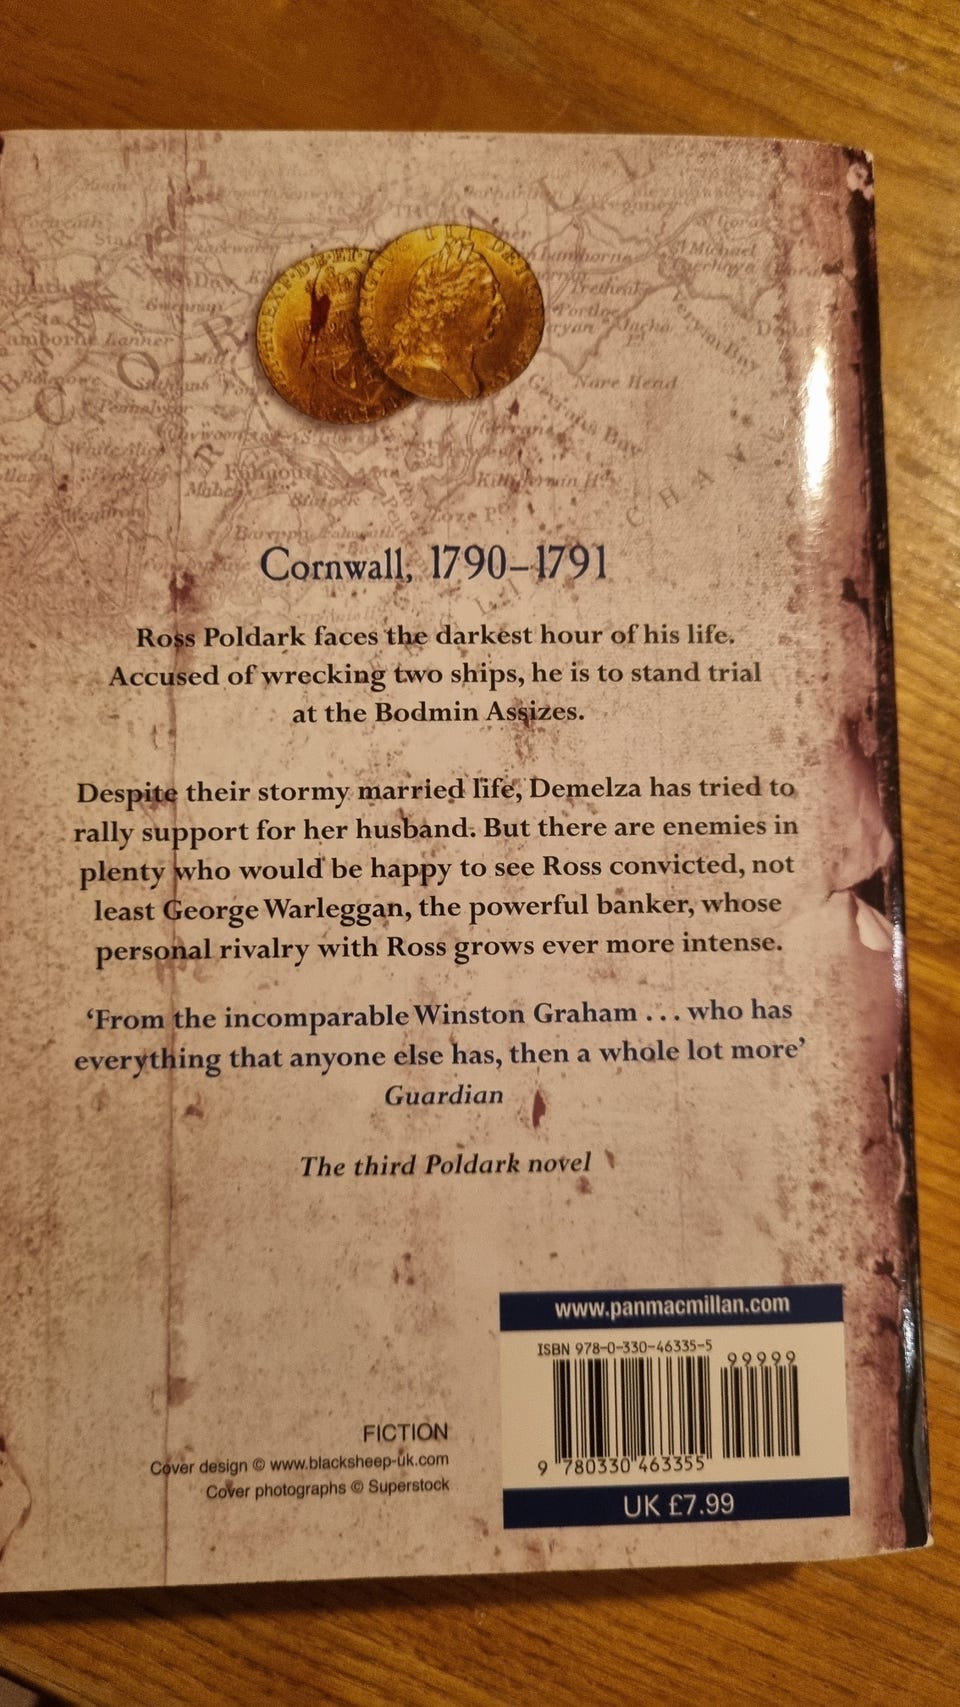 Cornwall, 1790–1791
Ross Poldark faces the darkest hour of his life.
Accused of wrecking two ships, he is to stand trial
at the Bodmin Assizes.
Despite their stormy married life, Demelza has tried to
rally support for her husband. But there are enemies in
plenty who would be happy to see Ross convicted, not
least George Warleggan, the powerful banker, whose
personal rivalry with Ross grows ever more intense.
‘From the incomparable Winston Graham . . . who has
everything that anyone else has, then a whole lot more’
Guardian
The third Poldark novel
www.panmacmillan.com
ISBN 978-0-330-46335-5
99999
9 780330 463355
UK £7.99
FICTION
Cover design © www.blacksheep-uk.com
Cover photographs © Superstock
Nare Head